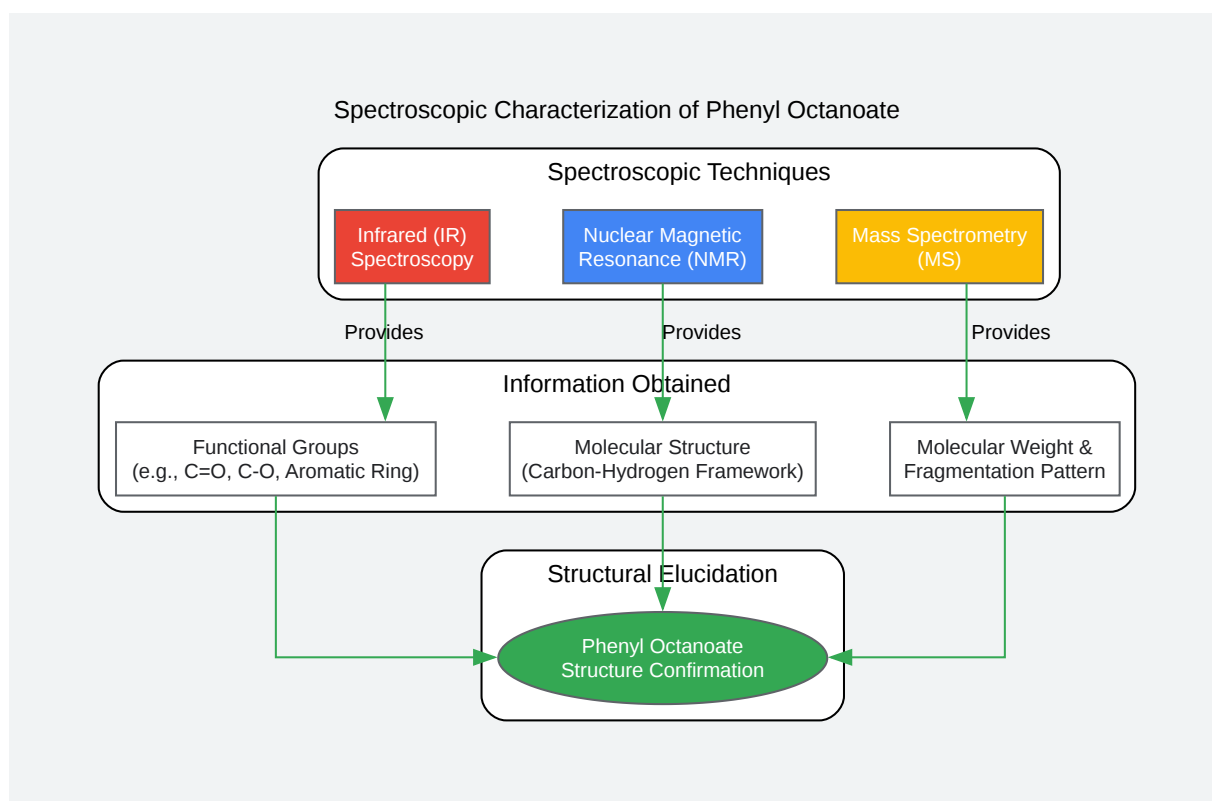 Spectroscopic Characterization of Phenyl Octanoate
Spectroscopic Techniques
Infrared (IR)
Spectroscopy
Nuclear Magnetic
Resonance (NMR)
Mass Spectrometry
(MS)
Provides
Provides
Provides
Information Obtained
Functional Groups
(e.g., C=O, C-O, Aromatic Ring)
Molecular Structure
(Carbon-Hydrogen Framework)
Molecular Weight &
Fragmentation Pattern
Structural Elucidation
Phenyl Octanoate
Structure Confirmation